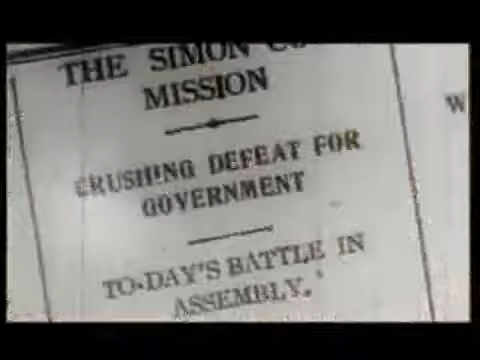 THE SIMON
MISSION
CRUSHING DEFEAT FOR
GOVERNMENT
TO-DAY'S BATTLE IN
ASSEMBLY.
W